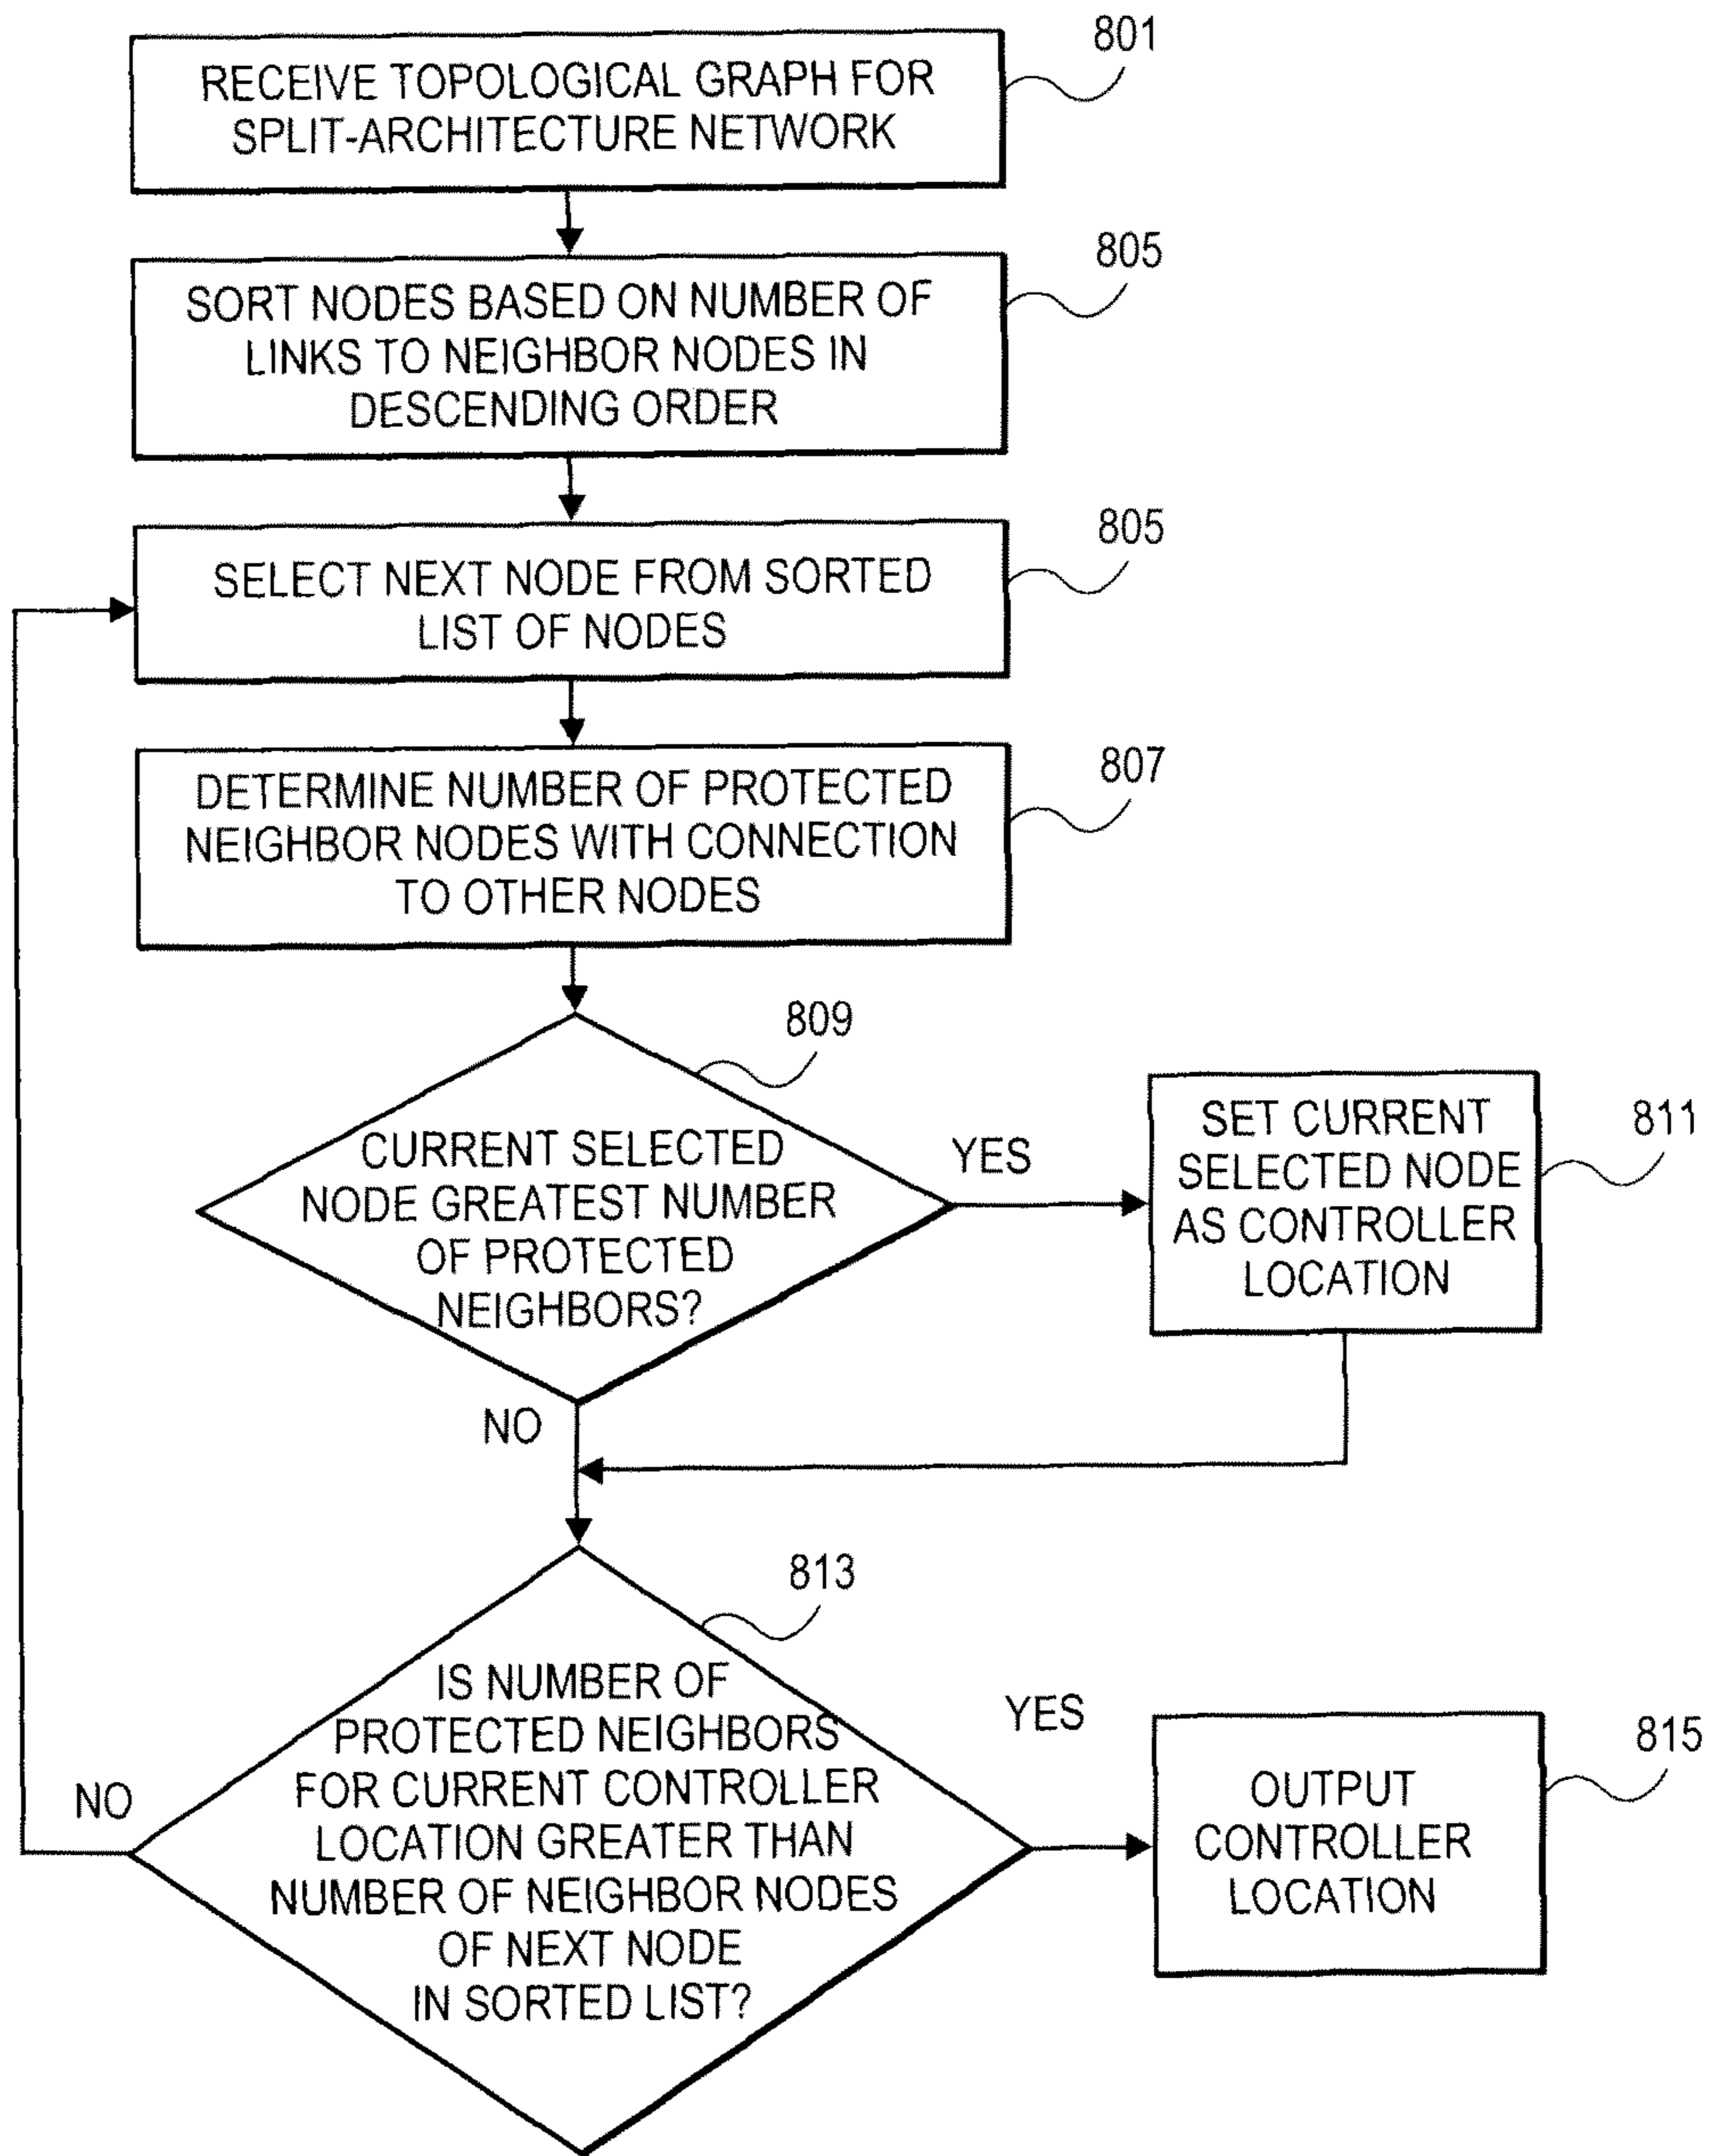 801
RECEIVE TOPOLOGICAL GRAPH FOR
SPLIT-ARCHITECTURE NETWORK
805
SORT NODES BASED ON NUMBER OF
LINKS TO NEIGHBOR NODES IN
DESCENDING ORDER
805
SELECT NEXT NODE FROM SORTED
LIST OF NODES
807
DETERMINE NUMBER OF PROTECTED
NEIGHBOR NODES WITH CONNECTION
TO OTHER NODES
809
CURRENT SELECTED
NODE GREATEST NUMBER
OF PROTECTED
NEIGHBORS?
YES
811
SET CURRENT
SELECTED NODE
AS CONTROLLER
LOCATION
NO
813
IS NUMBER OF
PROTECTED NEIGHBORS
FOR CURRENT CONTROLLER
LOCATION GREATER THAN
NUMBER OF NEIGHBOR NODES
OF NEXT NODE
IN SORTED LIST?
NO
YES
815
OUTPUT
CONTROLLER
LOCATION